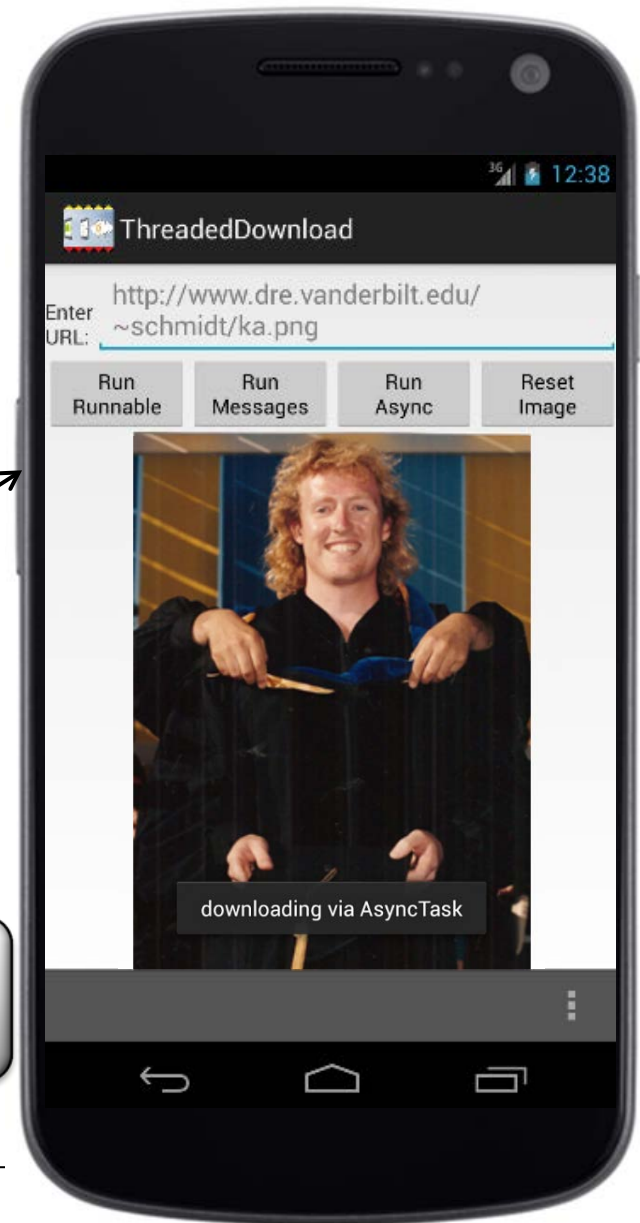 3G 12:38
ThreadedDownload
Enter
URL:
http://www.dre.vanderbilt.edu/
~schmidt/ka.png
Run
Runnable
Run
Messages
Run
Async
Reset
Image
downloading via AsyncTask